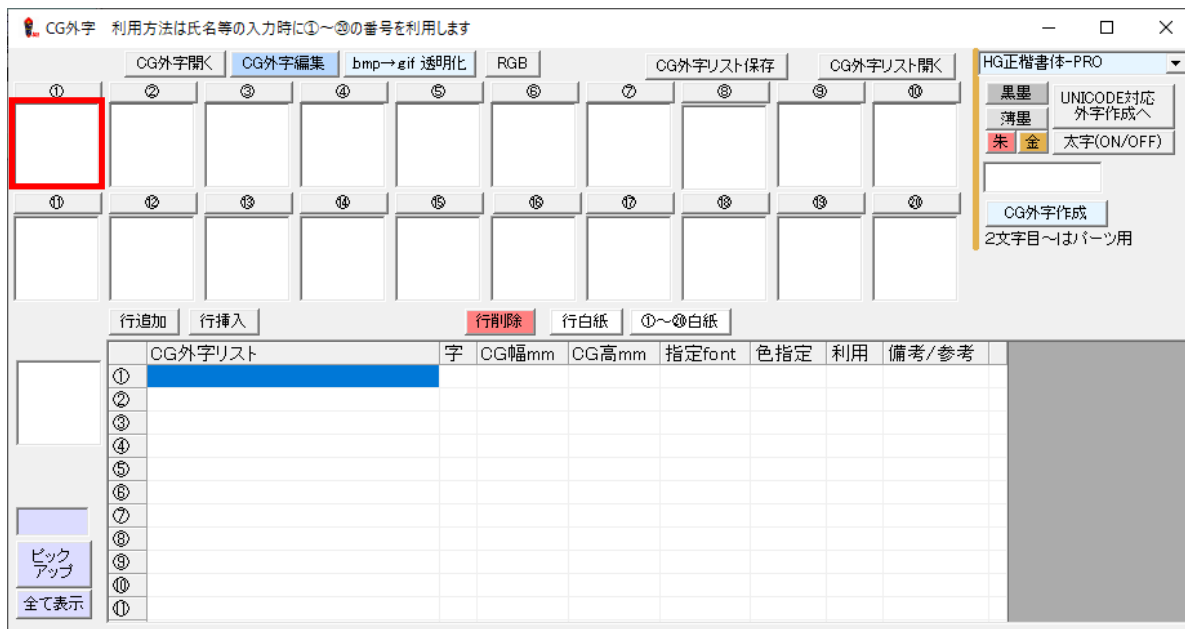 CG外字 利用方法は氏名等の入力時に①～⑳の番号を利用します
CG外字開く CG外字編集 bmp→gif 透明化 RGB CG外字リスト保存 CG外字リスト開く HG正楷書体-PRO
① ② ③ ④ ⑤ ⑥ ⑦ ⑧ ⑨ ⑩
黒墨 UNICODE対応
外字作成へ
薄墨
朱 金 太字(ON/OFF)
⑪ ⑫ ⑬ ⑭ ⑮ ⑯ ⑰ ⑱ ⑲ ⑳
CG外字作成
2文字目～はパーツ用
行追加 行挿入 行削除 行白紙 ①～⑳白紙
CG外字リスト 字 CG幅mm CG高mm 指定font 色指定 利用 備考/参考
①
②
③
④
⑤
⑥
⑦
⑧
⑨
⑩
⑪
ピック
アップ
全て表示